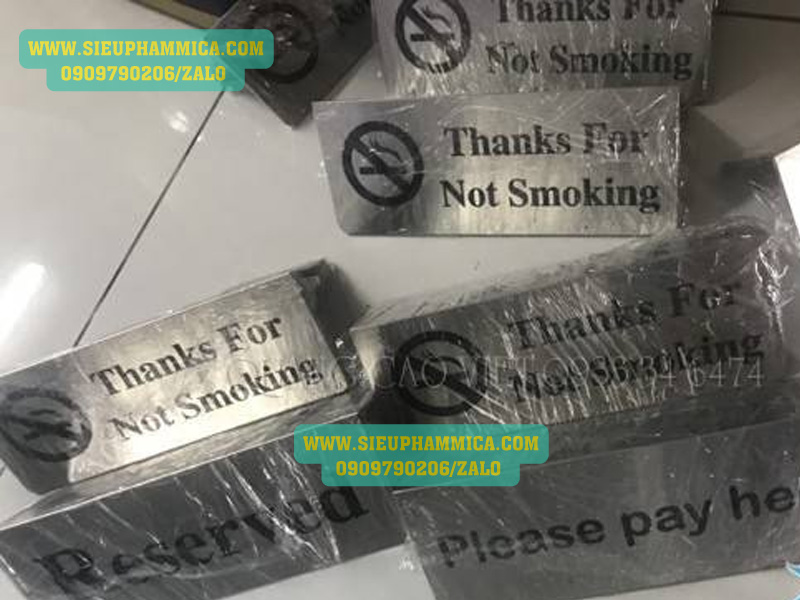 WWW.SIEUPHAMMICA.COM
0909790206/ZALO
Thanks For
Not Smoking
Thanks For
Not Smoking
Thanks For
Not Smoking
Thanks For
Not Smoking
WWW.SIEUPHAMMICA.COM
0909790206/ZALO
Reserved
Please pay he